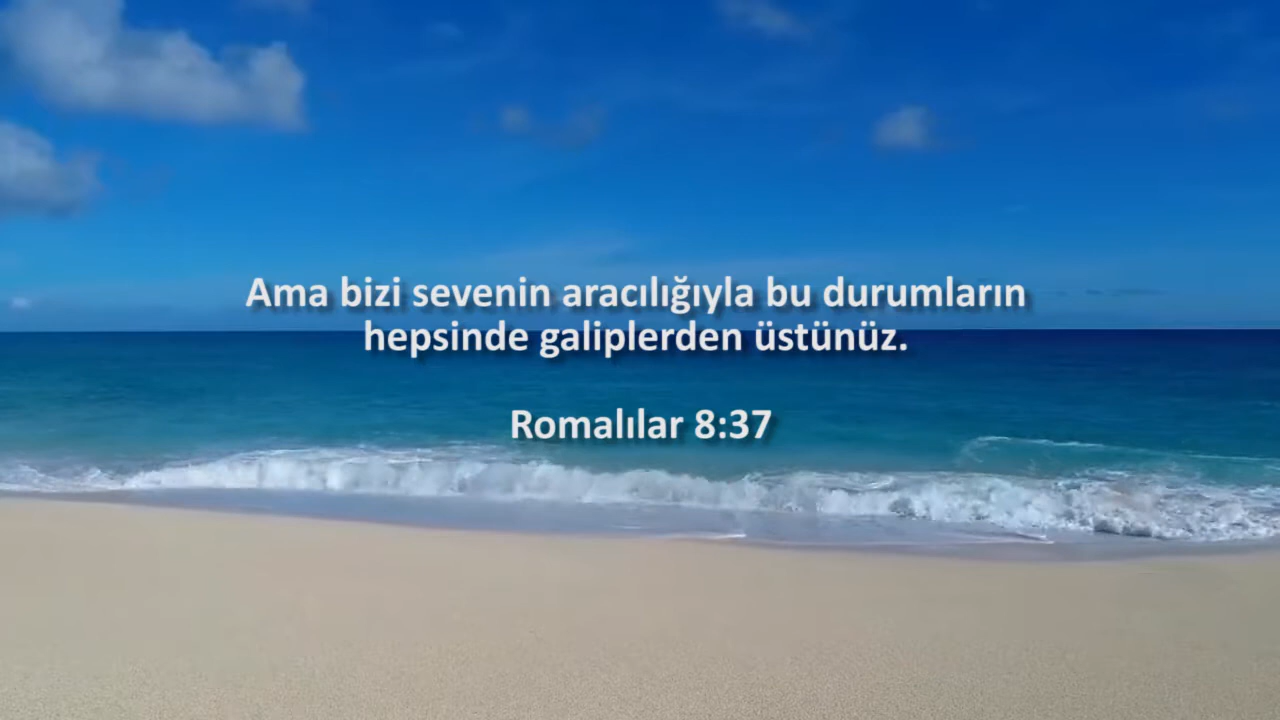 Ama bizi sevenin aracılığıyla bu durumların
hepsinde galiplerden üstünüz.
Romalılar 8:37